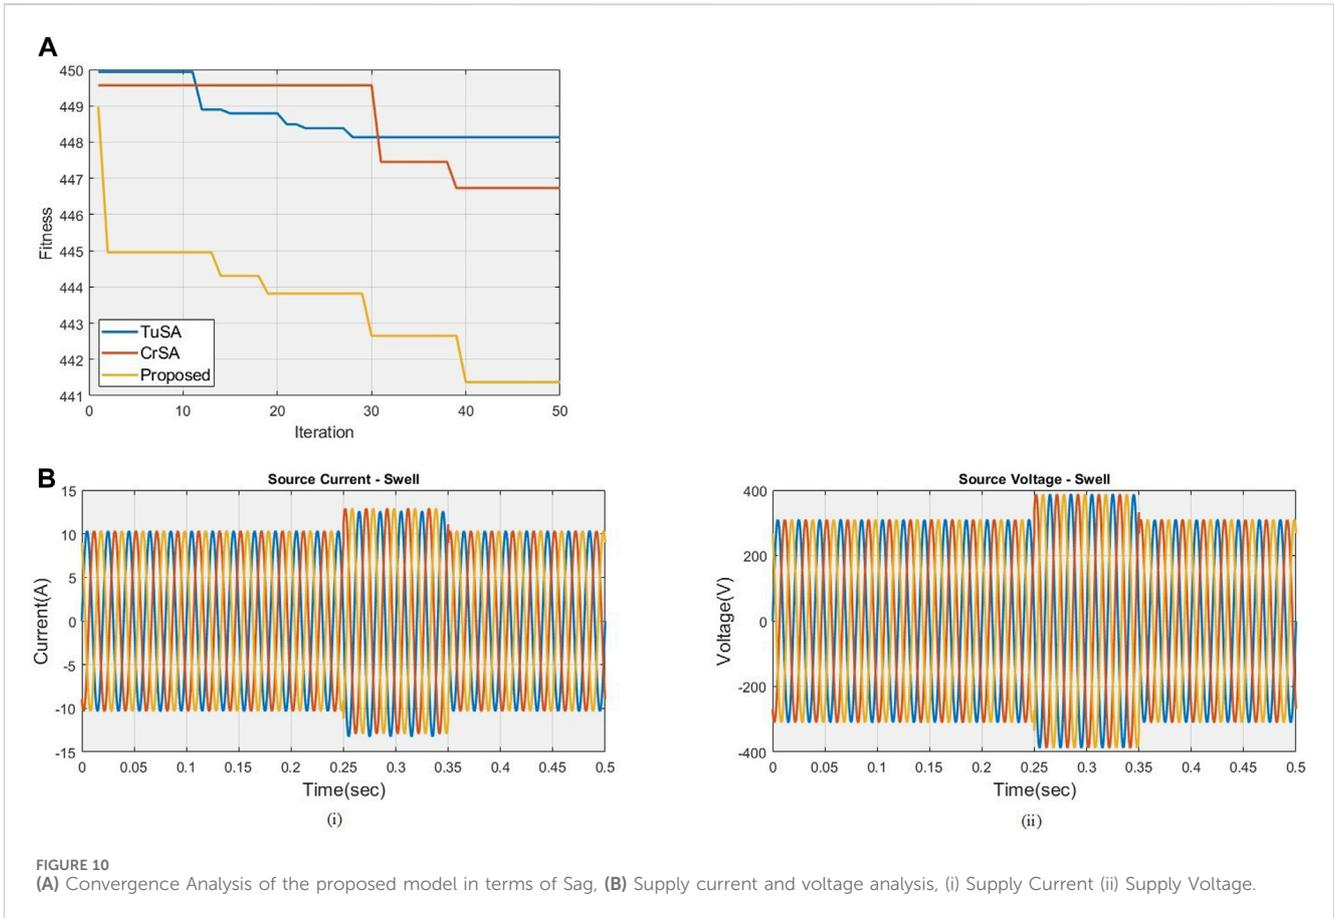 A
450
449
448
447
446
445
444
443
442
441
Fitness
TuSA
CrSA
Proposed
0 10 20 30 40 50
Iteration
B
Source Current - Swell
15
10
5
0
-5
-10
-15
Current(A)
0 0.05 0.1 0.15 0.2 0.25 0.3 0.35 0.4 0.45 0.5
Time(sec)
(i)
Source Voltage - Swell
400
200
0
-200
-400
Voltage(V)
0 0.05 0.1 0.15 0.2 0.25 0.3 0.35 0.4 0.45 0.5
Time(sec)
(ii)
FIGURE 10
(A) Convergence Analysis of the proposed model in terms of Sag, (B) Supply current and voltage analysis, (i) Supply Current (ii) Supply Voltage.